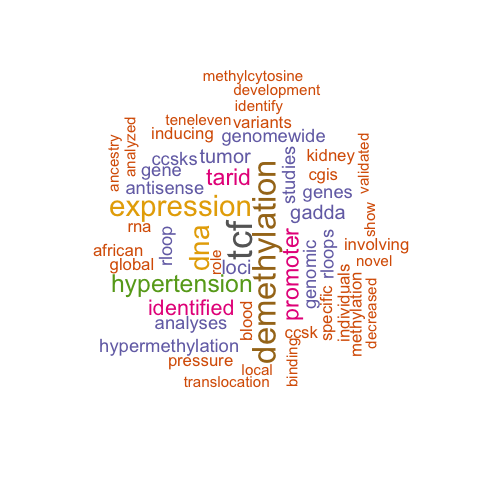 methylcytosine
development
identify
teneleven variants
inducing genomewide
ancestry
analyzed
ccsks tumor
studies
kidney
validated
gene
tarid
cgis
antisense
genes
expression
demethylation
gadda
show
rna
dna
tcf
promoter
rloop
rloops
african
involving
global
role
loci
genomic
novel
hypertension
individuals
methylation
identified
blood
specific
decreased
analyses
ccsk
hypermethylation
binding
pressure
local
translocation